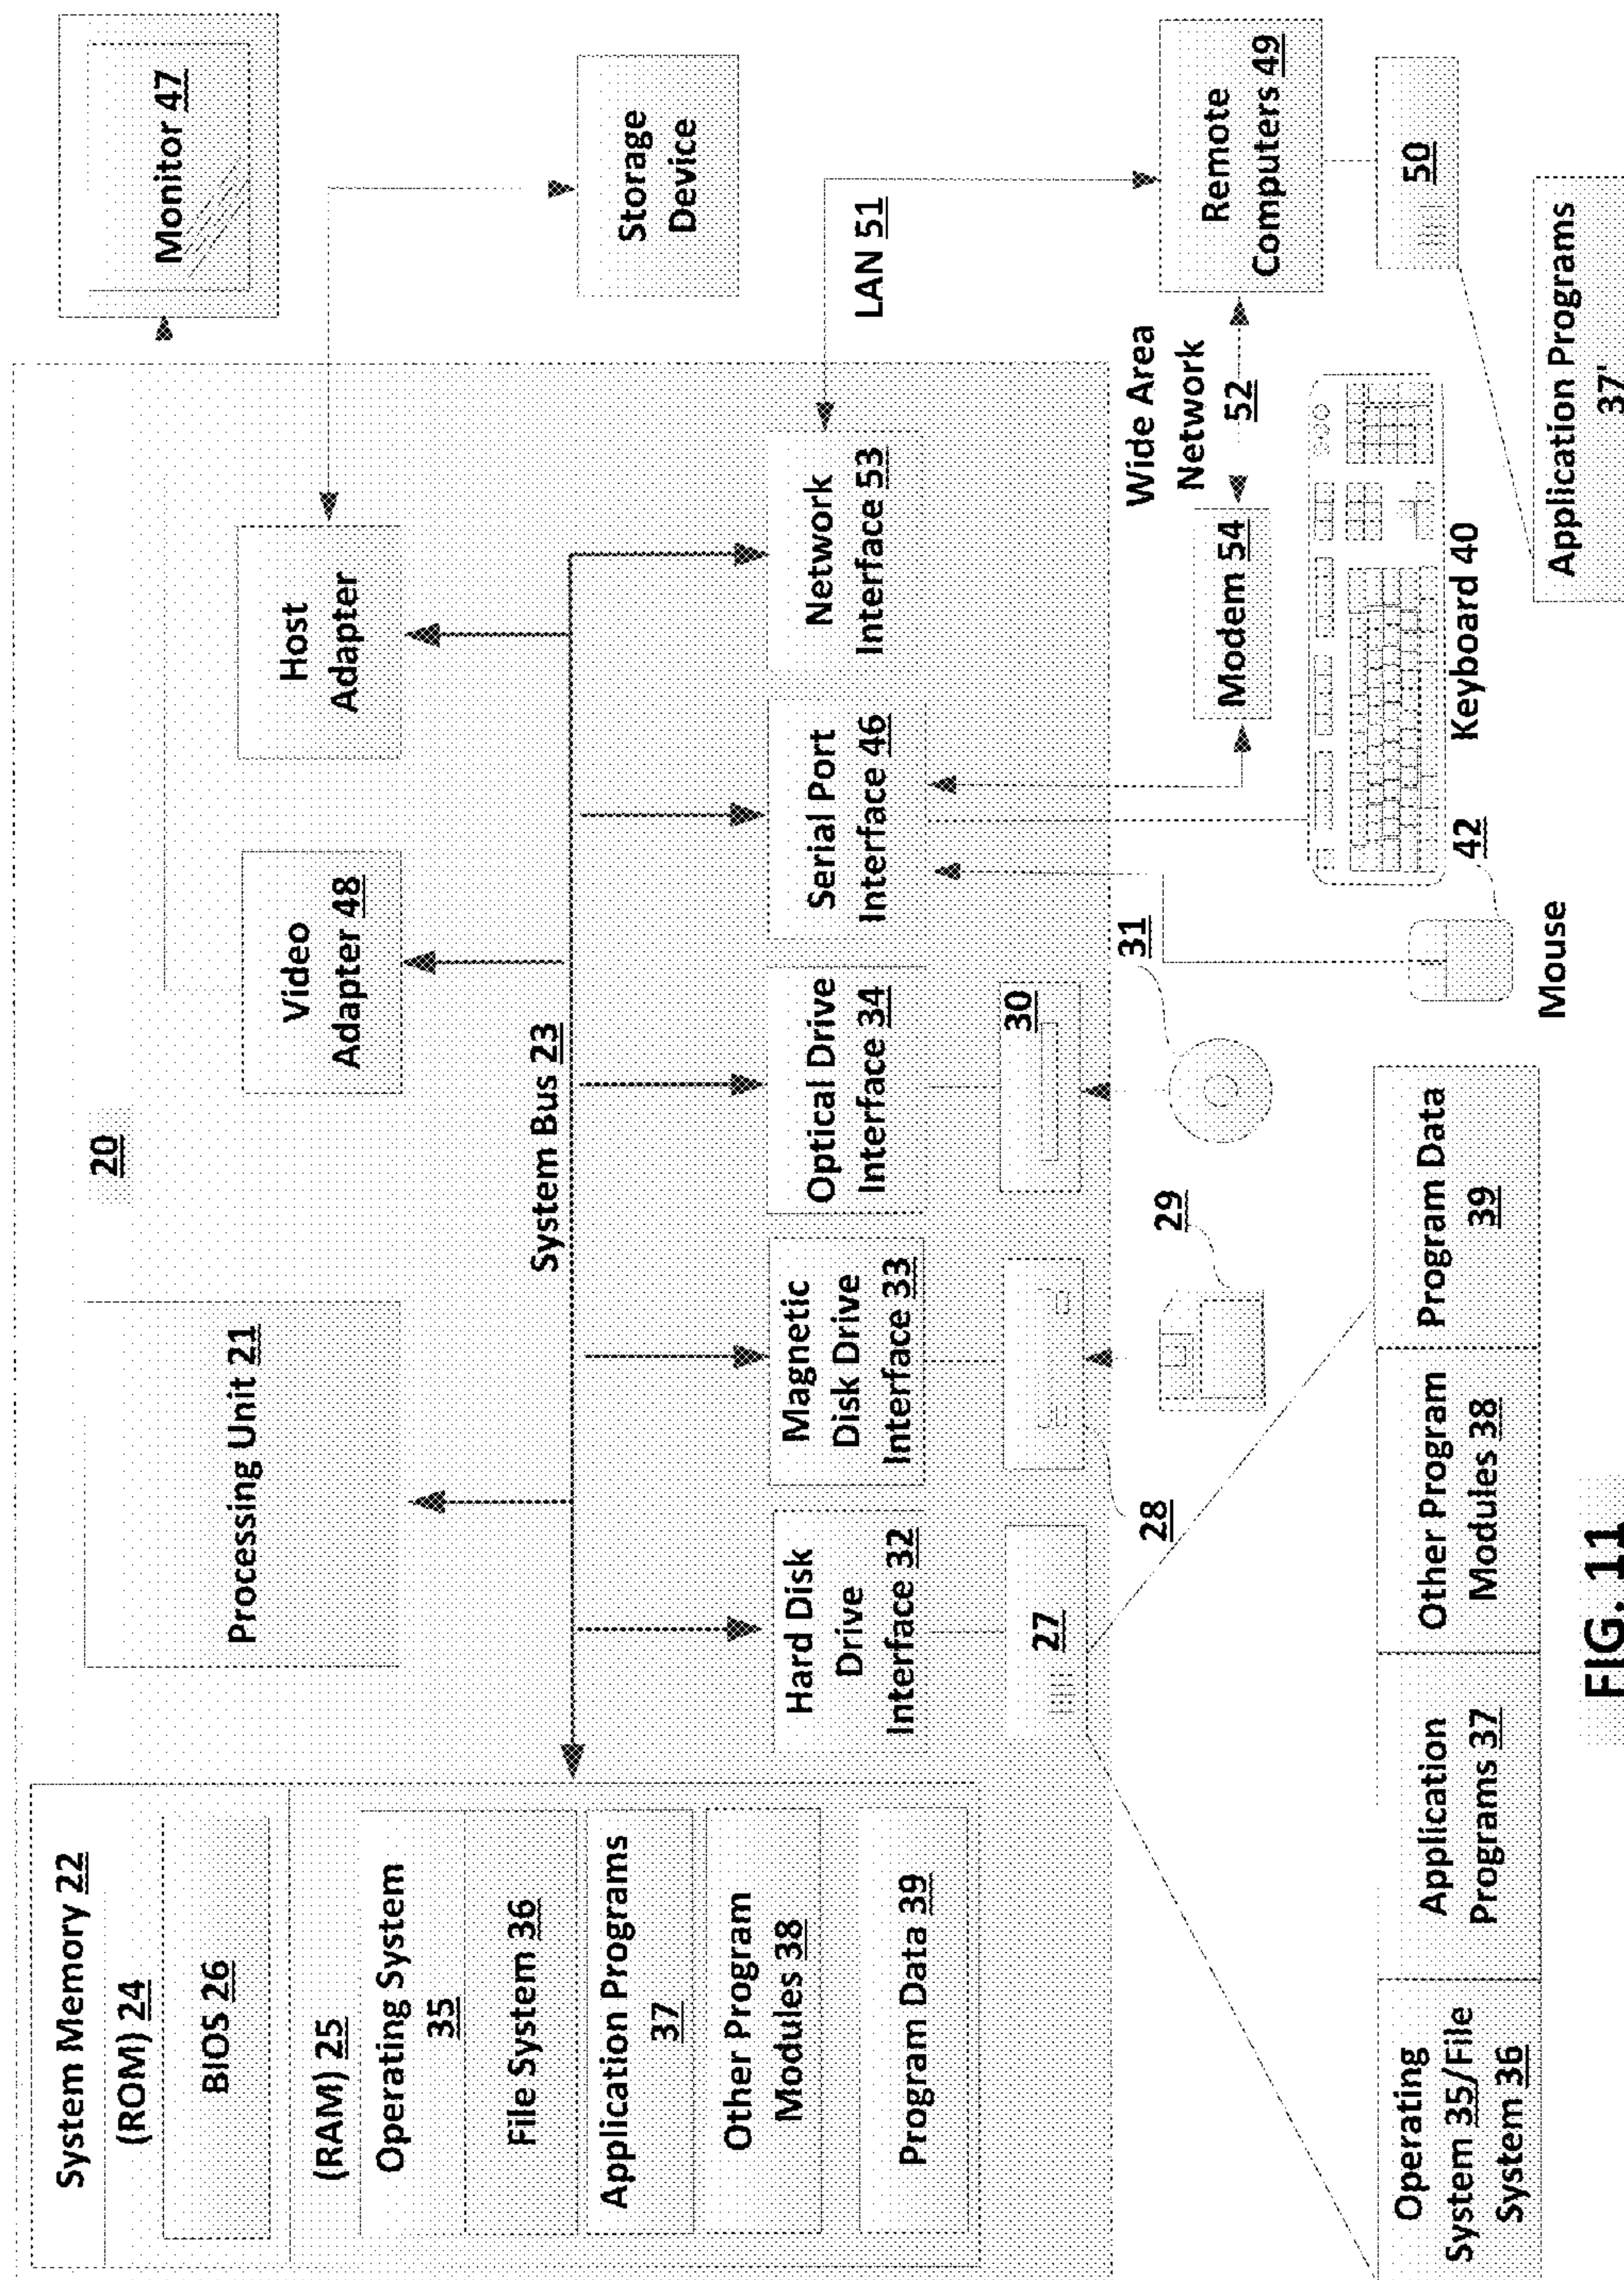 System Memory 22
(ROM) 24
BIOS 26
(RAM) 25
Operating System
35
File System 36
Application Programs
37
Other Program
Modules 38
Program Data 39
20
Processing Unit 21
Video
Adapter 48
Host
Adapter
Monitor 47
System Bus 23
Storage
Device
Hard Disk
Drive
Interface 32
Magnetic
Disk Drive
Interface 33
Optical Drive
Interface 34
Serial Port
Interface 46
Network
Interface 53
LAN 51
27
28
29
30
31
Wide Area
Network
52
Modem 54
Remote
Computers 49
50
Keyboard 40
42
Mouse
Application Programs
37'
Operating
System 35/File
System 36
Application
Programs 37
Other Program
Modules 38
Program Data
39
FIG. 11